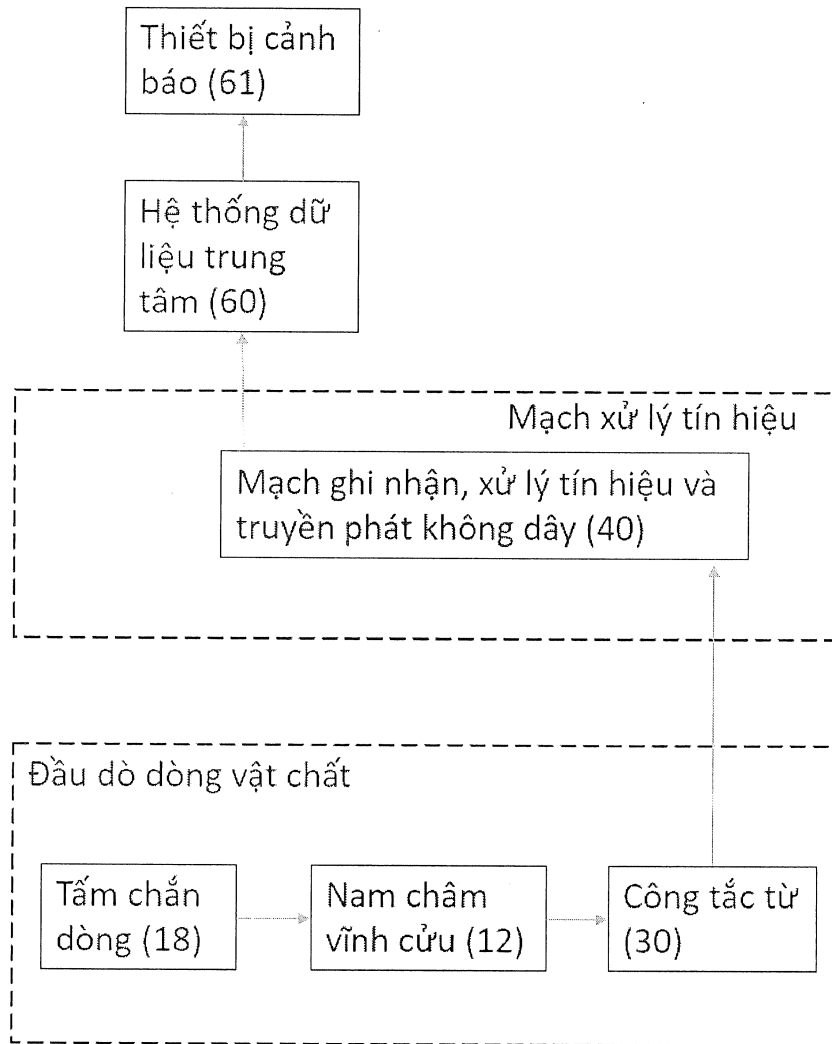 Thiết bị cảnh
báo (61)
Hệ thống dữ
liệu trung
tâm (60)
Mạch xử lý tín hiệu
Mạch ghi nhận, xử lý tín hiệu và
truyền phát không dây (40)
Đầu dò dòng vật chất
Tấm chắn
dòng (18)
Nam châm
vĩnh cửu (12)
Công tắc từ
(30)